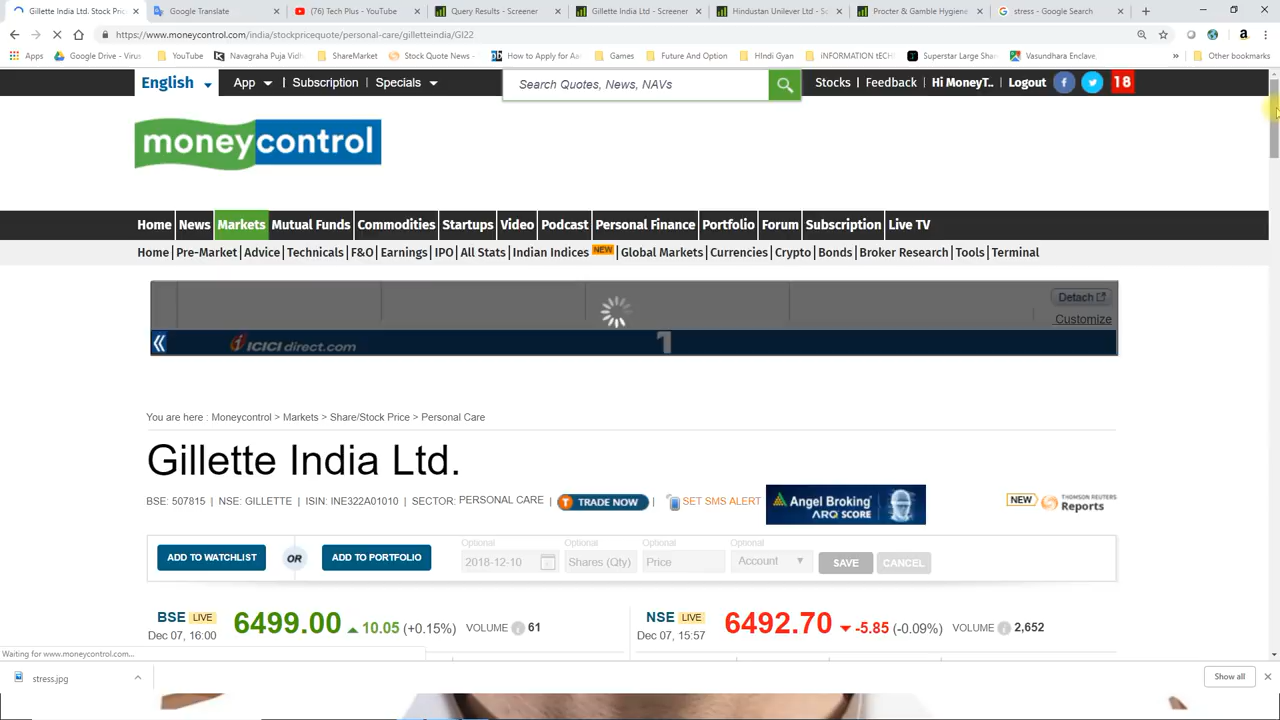 Gillette India Ltd. Stock Pric
Google Translate
(76) Tech Plus - YouTube
Query Results - Screener
Gillette India Ltd - Screener
Hindustan Unilever Ltd - Sc
Procter & Gamble Hygiene
stress - Google Search
https://www.moneycontrol.com/india/stockpricequote/personal-care/gilletteindia/GI22
Apps
Google Drive - Virus
YouTube
Navagraha Puja Vidh
ShareMarket
Stock Quote News -
How to Apply for Aa
Games
Future And Option
HIndi Gyan
iNFORMATION tECH
Superstar Large Shar
Vasundhara Enclave,
Other bookmarks
English App Subscription Specials
Search Quotes, News, NAVs
Stocks Feedback Hi MoneyT.. Logout 18
moneycontrol
Home News Markets Mutual Funds Commodities Startups Video Podcast Personal Finance Portfolio Forum Subscription Live TV
Home Pre-Market Advice Technicals F&O Earnings IPO All Stats Indian Indices NEW Global Markets Currencies Crypto Bonds Broker Research Tools Terminal
Detach
Customize
ICICI direct.com 1
You are here : Moneycontrol > Markets > Share/Stock Price > Personal Care
Gillette India Ltd.
BSE: 507815 | NSE: GILLETTE | ISIN: INE322A01010 | SECTOR: PERSONAL CARE | TRADE NOW | SET SMS ALERT
Angel Broking
ARQ SCORE
NEW THOMSON REUTERS
Reports
ADD TO WATCHLIST OR ADD TO PORTFOLIO
Optional Optional Optional Optional
2018-12-10 Shares (Qty) Price Account SAVE CANCEL
BSE LIVE 6499.00 10.05 (+0.15%) VOLUME 61
Dec 07, 16:00
NSE LIVE 6492.70 -5.85 (-0.09%) VOLUME 2,652
Dec 07, 15:57
Waiting for www.moneycontrol.com...
stress.jpg
Show all